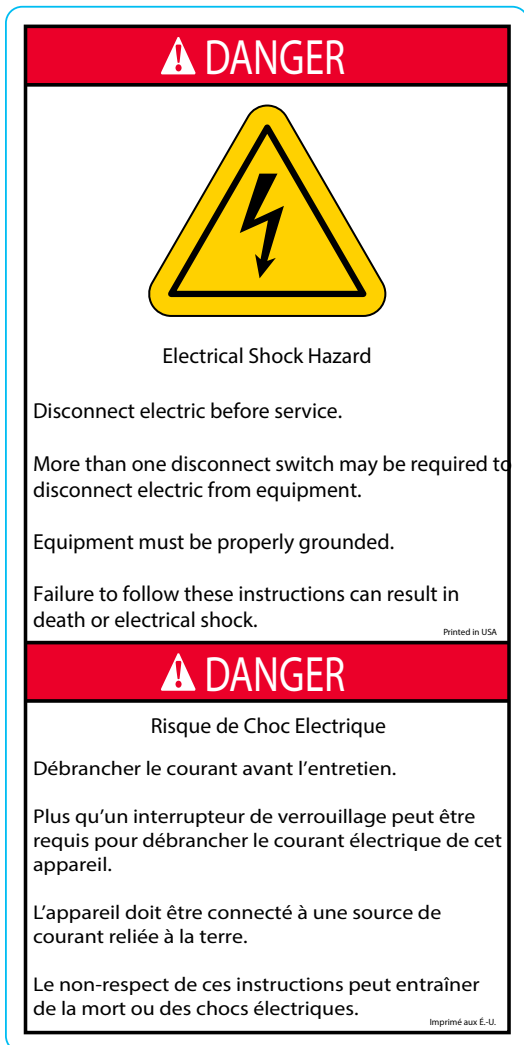 DANGER
Electrical Shock Hazard
Disconnect electric before service.
More than one disconnect switch may be required to
disconnect electric from equipment.
Equipment must be properly grounded.
Failure to follow these instructions can result in
death or electrical shock.
Printed in USA
DANGER
Risque de Choc Electrique
Débrancher le courant avant l’entretien.
Plus qu’un interrupteur de verrouillage peut être
requis pour débrancher le courant électrique de cet
appareil.
L’appareil doit être connecté à une source de
courant reliée à la terre.
Le non-respect de ces instructions peut entraîner
de la mort ou des chocs électriques.
Imprimé aux É.-U.